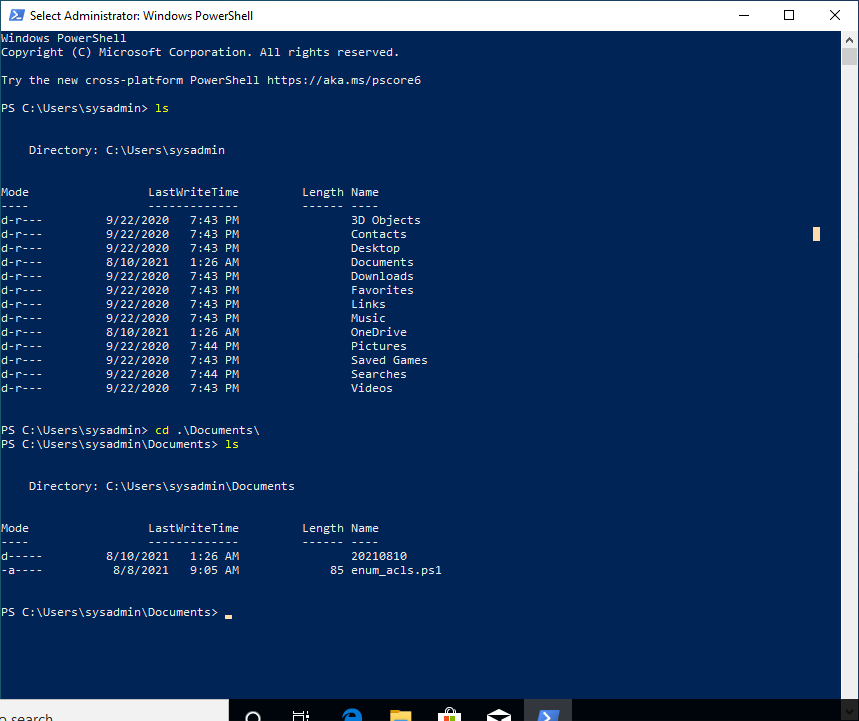 Select Administrator: Windows PowerShell
Windows PowerShell
Copyright (C) Microsoft Corporation. All rights reserved.
Try the new cross-platform PowerShell https://aka.ms/pscore6
PS C:\Users\sysadmin> ls
    Directory: C:\Users\sysadmin
Mode                 LastWriteTime         Length Name
----                 -------------         ------ ----
d-r---         9/22/2020   7:43 PM                3D Objects
d-r---         9/22/2020   7:43 PM                Contacts
d-r---         9/22/2020   7:43 PM                Desktop
d-r---         8/10/2021   1:26 AM                Documents
d-r---         9/22/2020   7:43 PM                Downloads
d-r---         9/22/2020   7:43 PM                Favorites
d-r---         9/22/2020   7:43 PM                Links
d-r---         9/22/2020   7:43 PM                Music
d-r---         8/10/2021   1:26 AM                OneDrive
d-r---         9/22/2020   7:44 PM                Pictures
d-r---         9/22/2020   7:43 PM                Saved Games
d-r---         9/22/2020   7:44 PM                Searches
d-r---         9/22/2020   7:43 PM                Videos
PS C:\Users\sysadmin> cd .\Documents\
PS C:\Users\sysadmin\Documents> ls
    Directory: C:\Users\sysadmin\Documents
Mode                 LastWriteTime         Length Name
----                 -------------         ------ ----
d-----         8/10/2021   1:26 AM                20210810
-a----          8/8/2021   9:05 AM             85 enum_acls.ps1
PS C:\Users\sysadmin\Documents>
o search